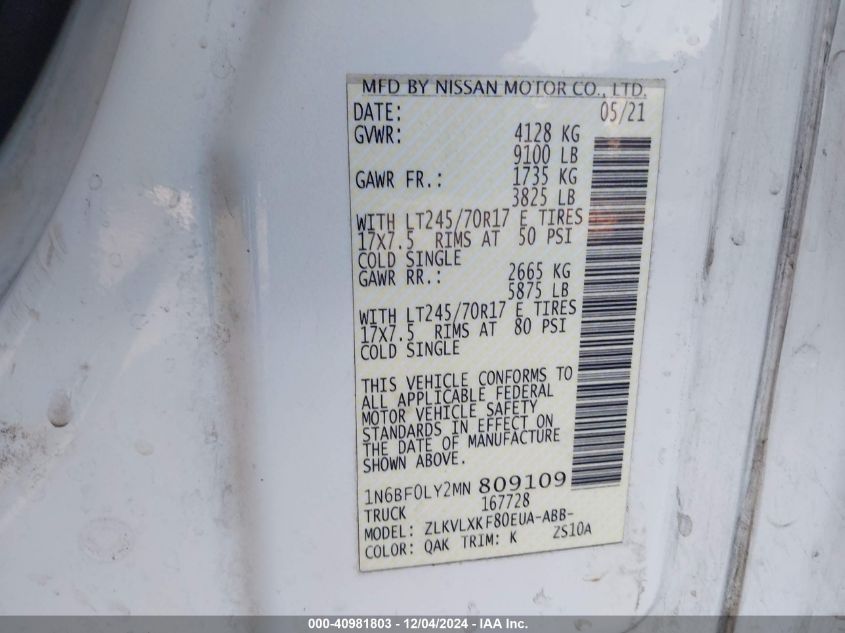 MFD BY NISSAN MOTOR CO., LTD.
DATE: 05/21
GVWR: 4128 KG
9100 LB
GAWR FR.: 1735 KG
3825 LB
WITH LT245/70R17 E TIRES
17X7.5 RIMS AT 50 PSI
COLD SINGLE
GAWR RR.: 2665 KG
5875 LB
WITH LT245/70R17 E TIRES
17X7.5 RIMS AT 80 PSI
COLD SINGLE
THIS VEHICLE CONFORMS TO
ALL APPLICABLE FEDERAL
MOTOR VEHICLE SAFETY
STANDARDS IN EFFECT ON
THE DATE OF MANUFACTURE
SHOWN ABOVE.
1N6BF0LY2MN 809109
TRUCK 167728
MODEL: ZLKVLXKF80EUA-ABB-
COLOR: QAK TRIM: K ZS10A
000-40981803 - 12/04/2024 - IAA Inc.